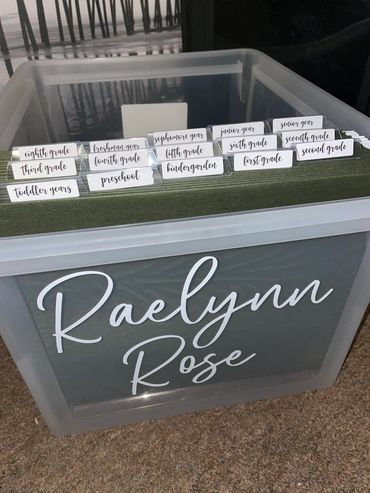 sophomore year junior year senior year
eighth grade freshman year fifth grade sixth grade seventh grade
third grade fourth grade kindergarten first grade second grade
toddler years preschool
Raelynn
Rose